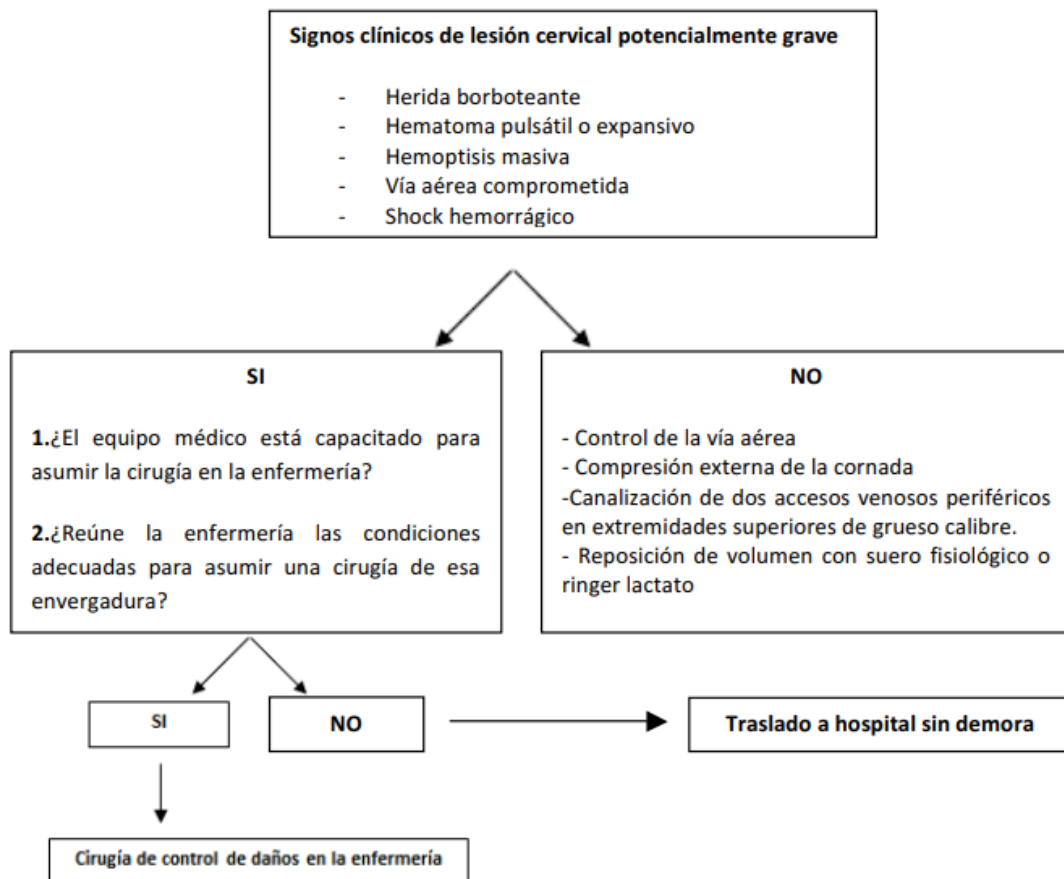 Signos clínicos de lesión cervical potencialmente grave
- Herida borboteante
- Hematoma pulsátil o expansivo
- Hemoptisis masiva
- Vía aérea comprometida
- Shock hemorrágico
SI
1.¿El equipo médico está capacitado para
asumir la cirugía en la enfermería?
2.¿Reúne la enfermería las condiciones
adecuadas para asumir una cirugía de esa
envergadura?
NO
- Control de la vía aérea
- Compresión externa de la cornada
-Canalización de dos accesos venosos periféricos
en extremidades superiores de grueso calibre.
- Reposición de volumen con suero fisiológico o
ringer lactato
SI
NO
Traslado a hospital sin demora
Cirugía de control de daños en la enfermería